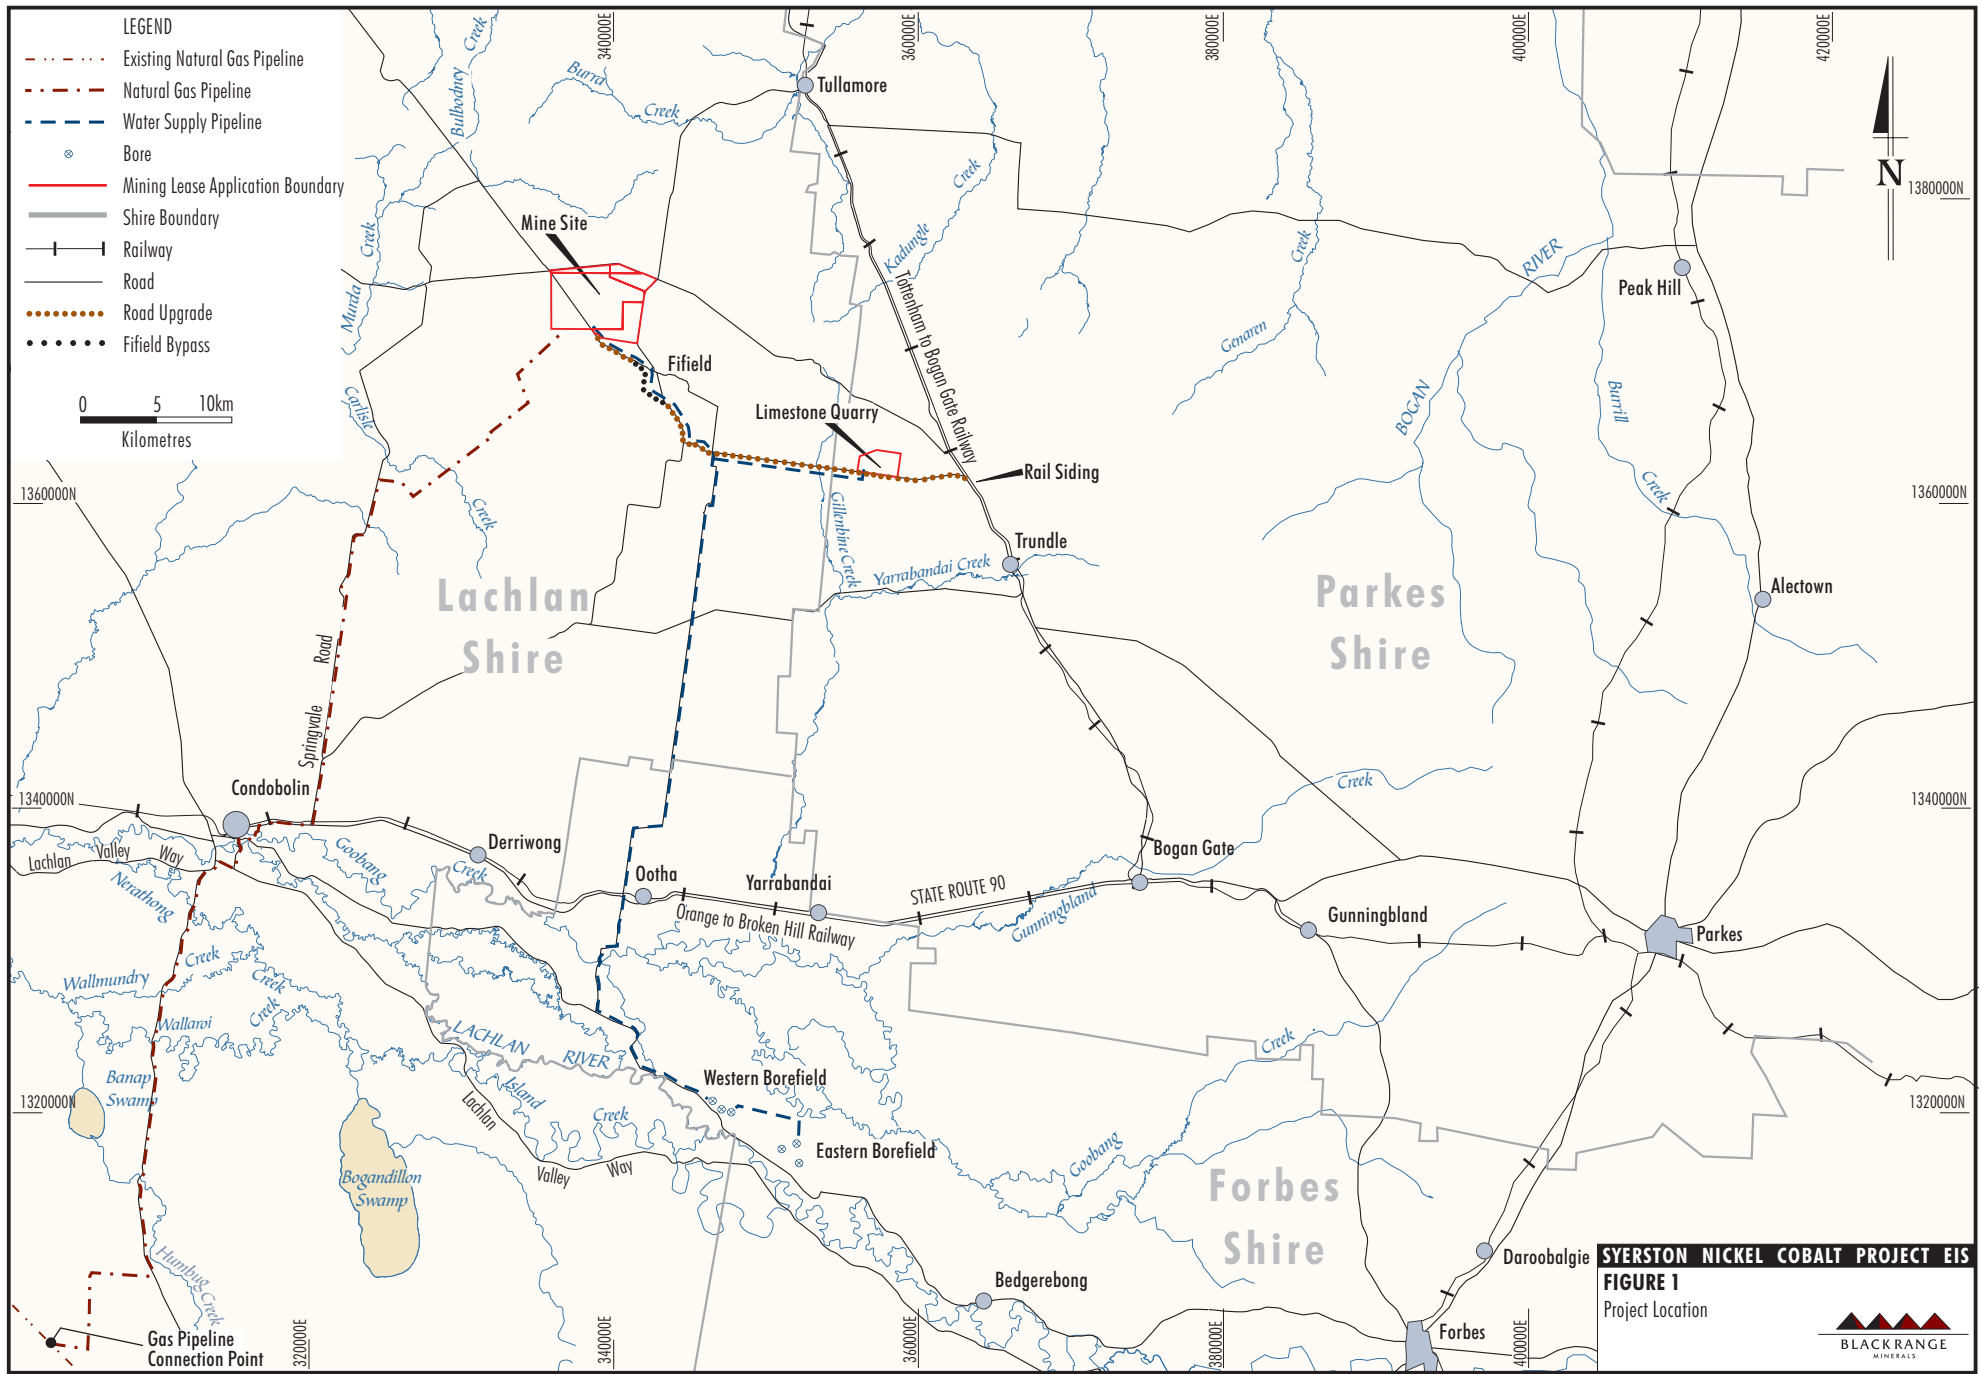 LEGEND
Existing Natural Gas Pipeline
Natural Gas Pipeline
Water Supply Pipeline
Bore
Mining Lease Application Boundary
Shire Boundary
Railway
Road
Road Upgrade
Fifield Bypass
0 5 10km
Kilometres
340000E
360000E
380000E
400000E
420000E
N
1380000N
1360000N
1360000N
1340000N
1340000N
1320000N
1320000N
320000E
340000E
360000E
380000E
400000E
Bulbodney Creek
Burra Creek
Tullamore
Murda Creek
Mine Site
Kadungle Creek
Tottenham to Bogan Gate Railway
Genaren Creek
BOGAN RIVER
Peak Hill
Burrill Creek
Fifield
Limestone Quarry
Rail Siding
Carlisle Creek
Gillenbine Creek
Trundle
Yarrabandai Creek
Alectown
Lachlan
Shire
Parkes
Shire
Springvale Road
Condobolin
Lachlan Valley Way
Derriwong
Goobang Creek
Ootha
Yarrabandai
Orange to Broken Hill Railway
STATE ROUTE 90
Bogan Gate
Gunningbland Creek
Gunningbland
Parkes
Nerathong Creek
Wallmundry Creek
Wallaroi Creek
Banap
Swamp
LACHLAN RIVER
Island Creek
Western Borefield
Eastern Borefield
Lachlan Valley Way
Bogandillon
Swamp
Goobang Creek
Forbes
Shire
Humbug Creek
Gas Pipeline
Connection Point
Bedgerebong
Daroobalgie
Forbes
SYERSTON NICKEL COBALT PROJECT EIS
FIGURE 1
Project Location
BLACK RANGE
MINERALS